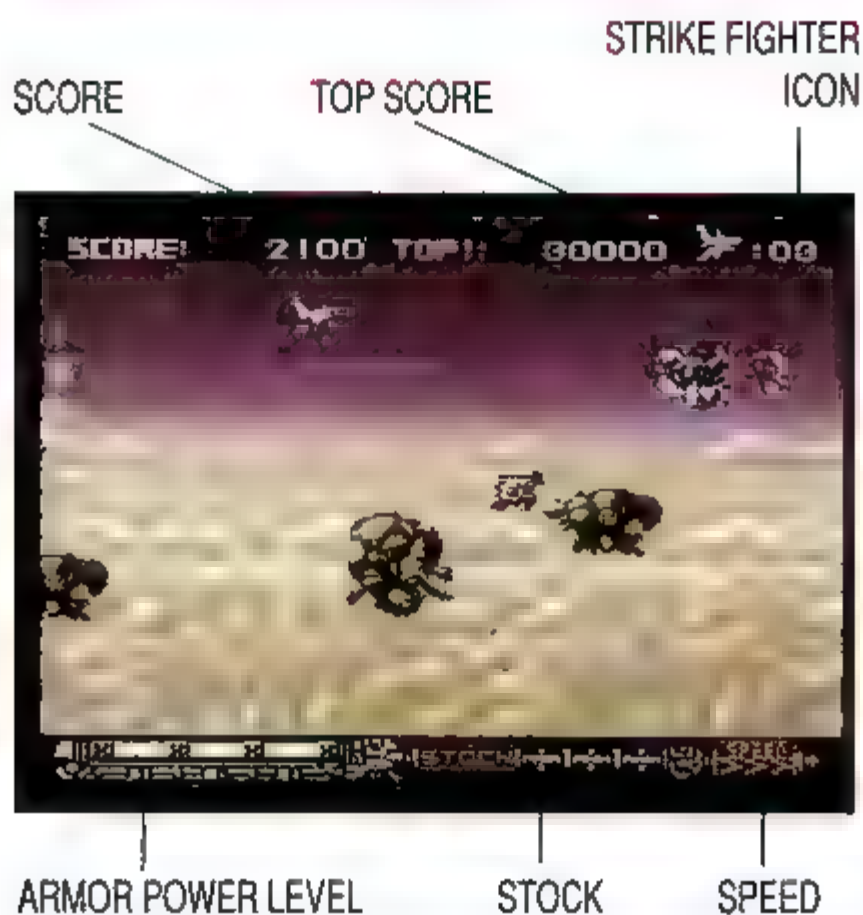 STRIKE FIGHTER
ICON
SCORE
TOP SCORE
SCORE: 2100 TOP: 30000 :00
STOCK
SPEED
ARMOR POWER LEVEL
STOCK
SPEED